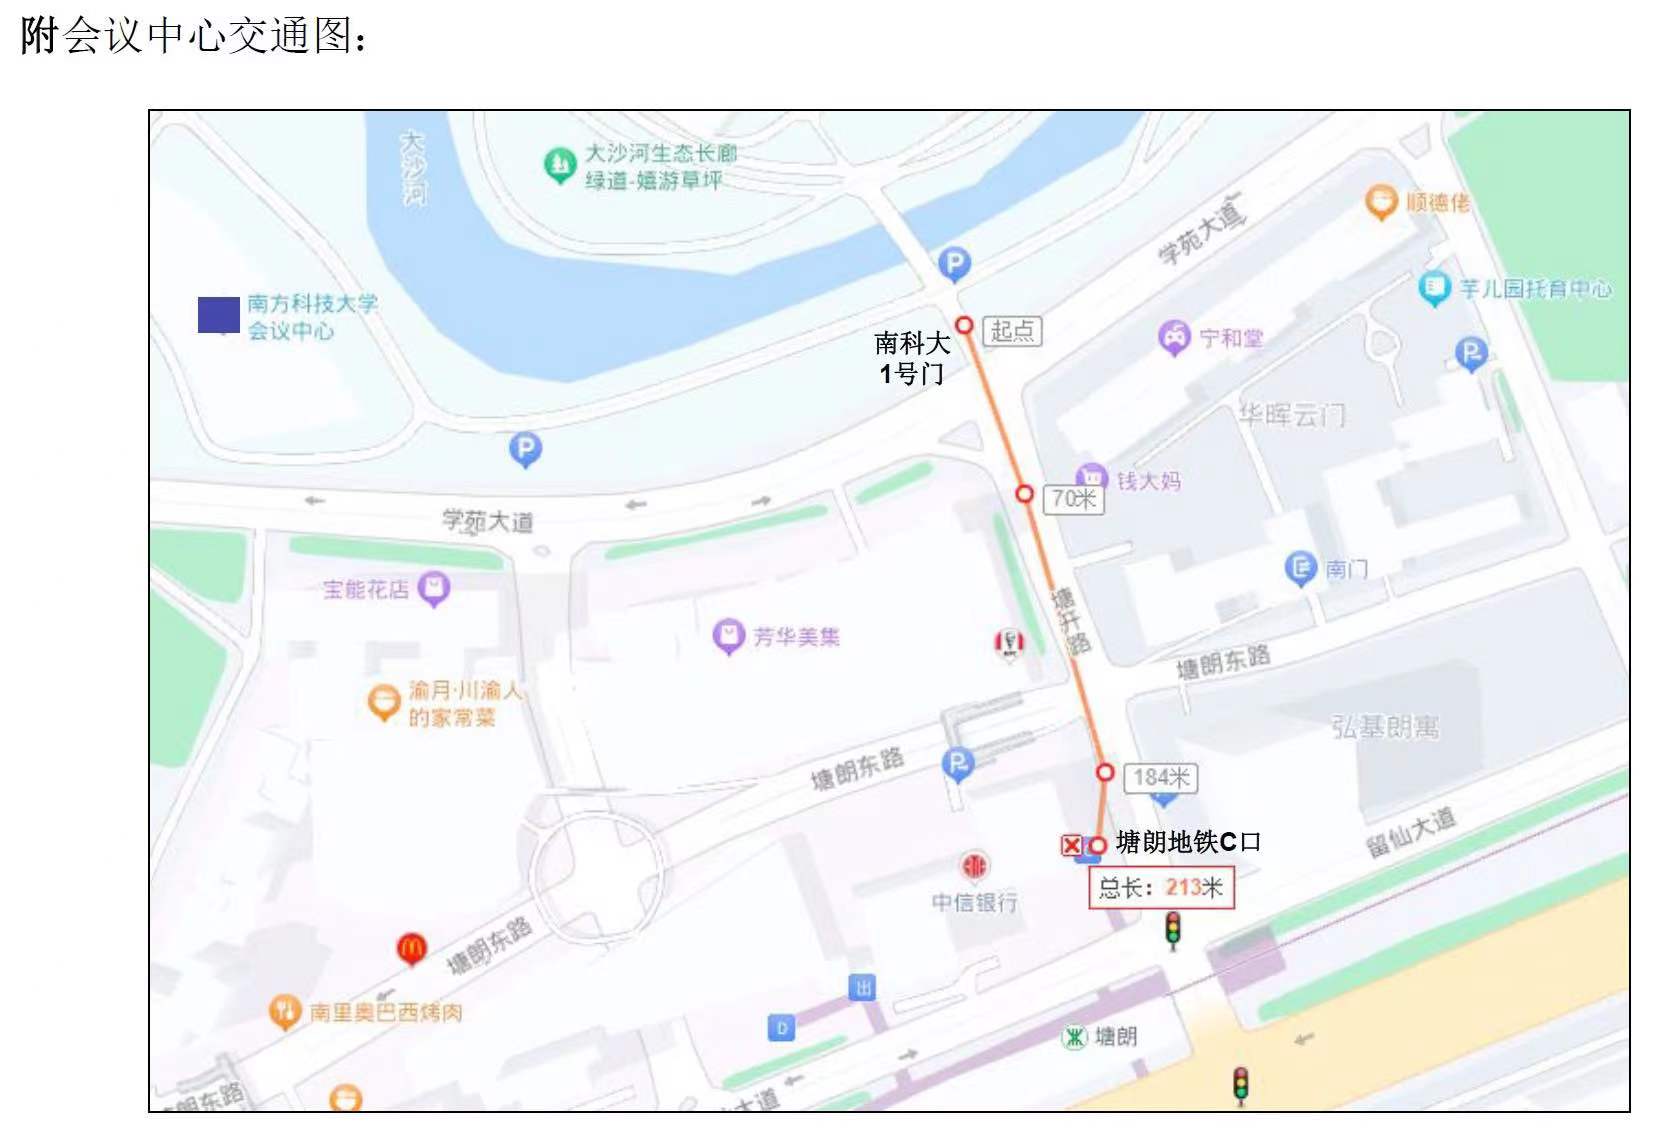 附会议中心交通图：
大沙河
大沙河生态长廊
绿道-嬉游草坪
学苑大道
顺德佬
芋儿园托育中心
南方科技大学
会议中心
P
南科大
1号门
起点
宁和堂
P
华晖云门
P
钱大妈
70米
学苑大道
南门
宝能花店
塘开路
芳华美集
塘朗东路
渝月·川渝人
的家常菜
弘基朗寓
塘朗东路
P
184米
塘朗地铁C口
留仙大道
总长：213米
中信银行
塘朗东路
南里奥巴西烤肉
出
D
塘朗
朗东路
大道